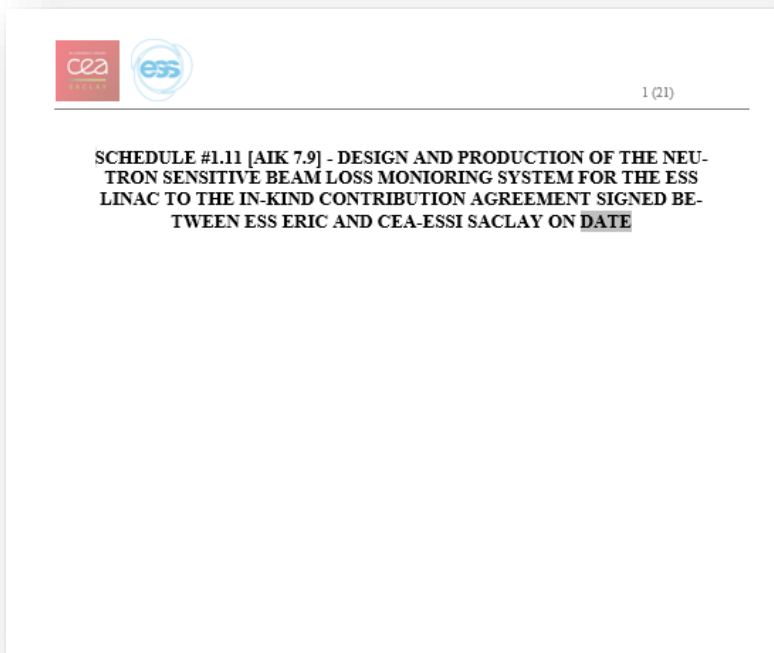 cea
SACLAY
ess
1 (21)
SCHEDULE #1.11 [AIK 7.9] - DESIGN AND PRODUCTION OF THE NEU-
TRON SENSITIVE BEAM LOSS MONIORING SYSTEM FOR THE ESS
LINAC TO THE IN-KIND CONTRIBUTION AGREEMENT SIGNED BE-
TWEEN ESS ERIC AND CEA-ESSI SACLAY ON DATE